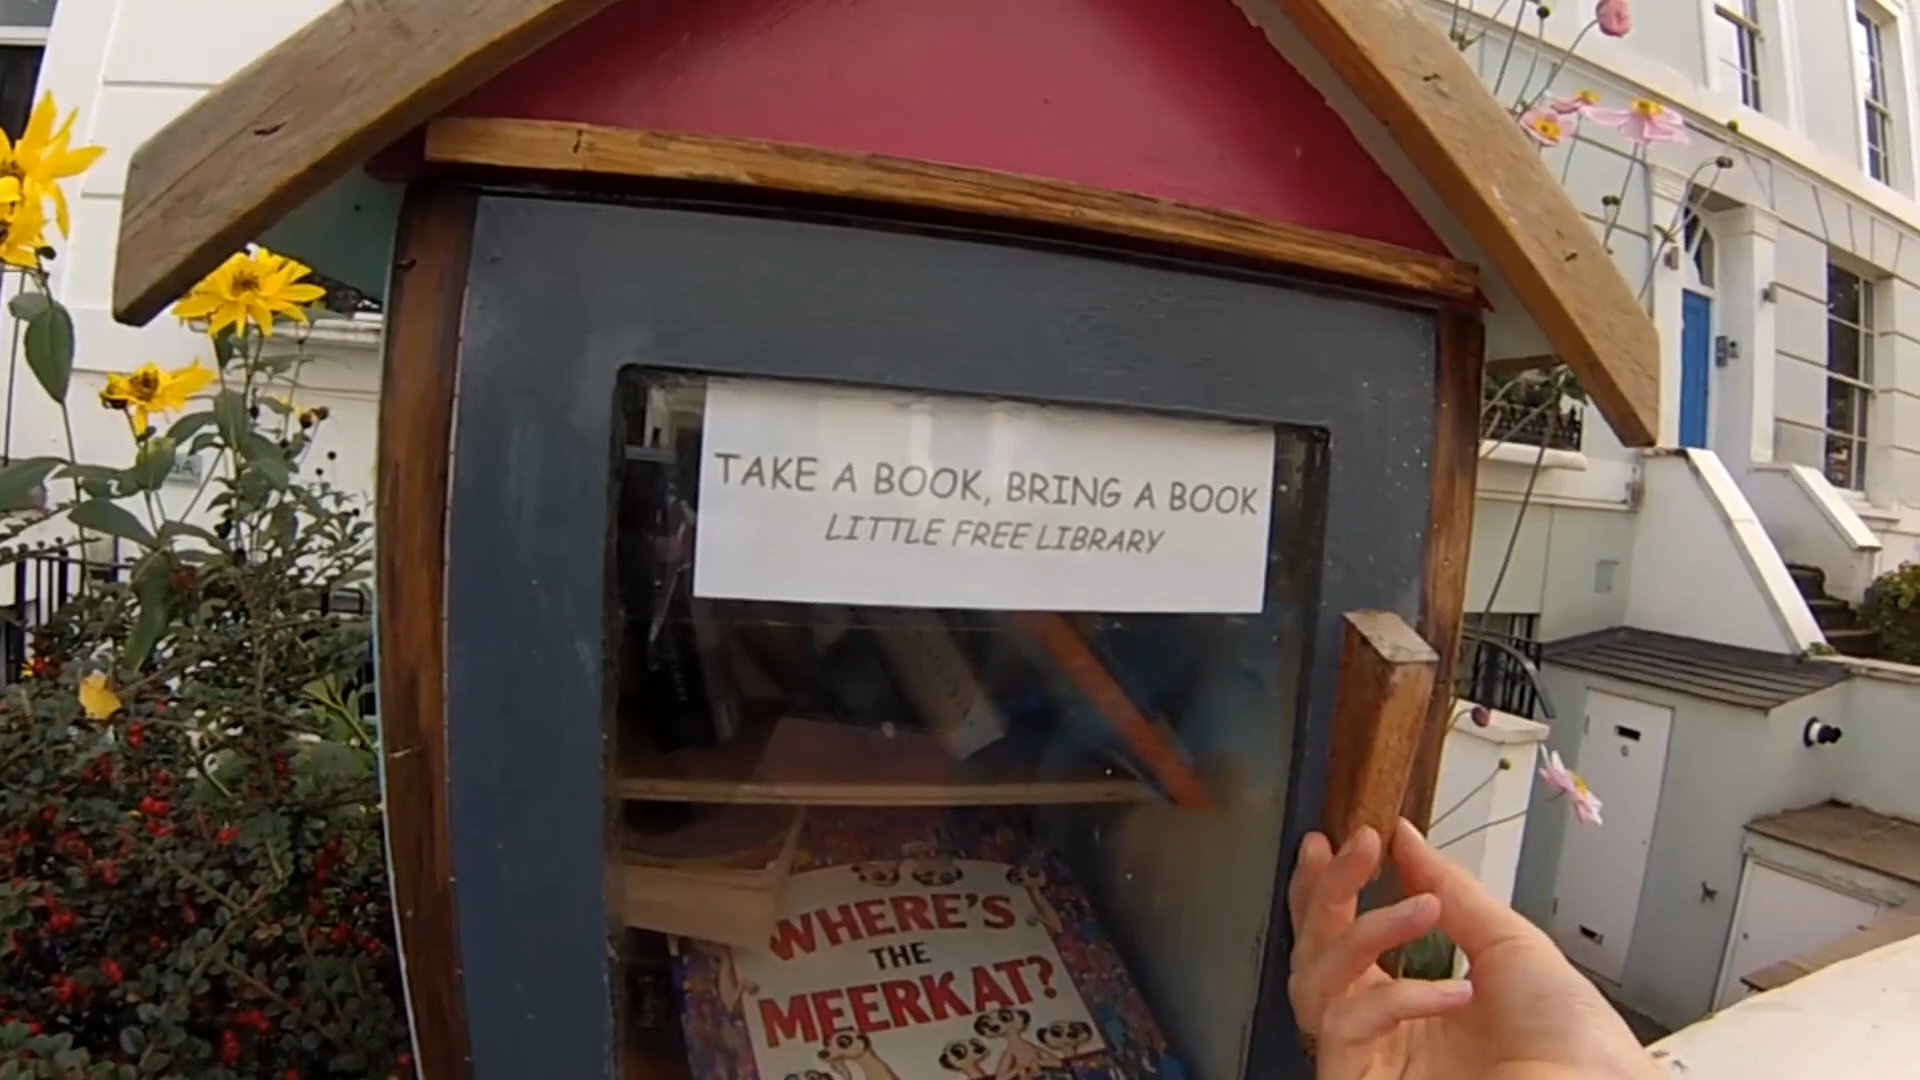 TAKE A BOOK, BRING A BOOK
LITTLE FREE LIBRARY
WHERE'S
THE
MEERKAT?